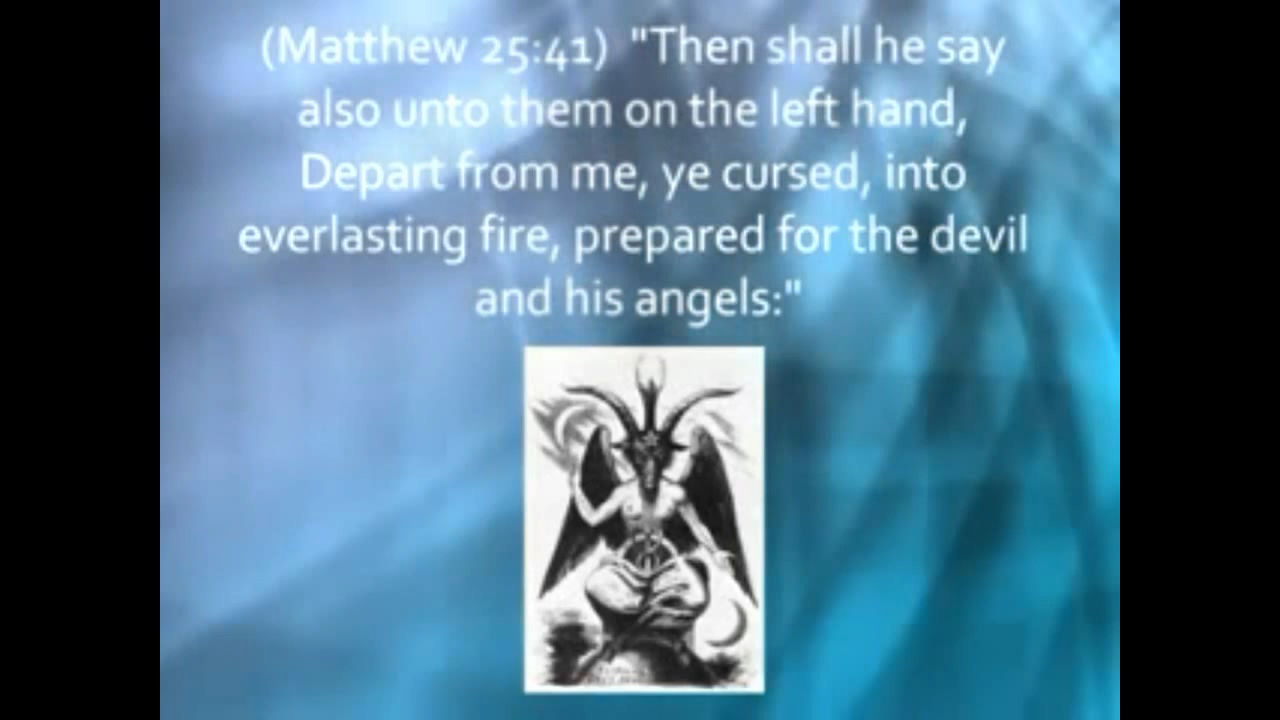 (Matthew 25:41) "Then shall he say
also unto them on the left hand,
Depart from me, ye cursed, into
everlasting fire, prepared for the devil
and his angels:"